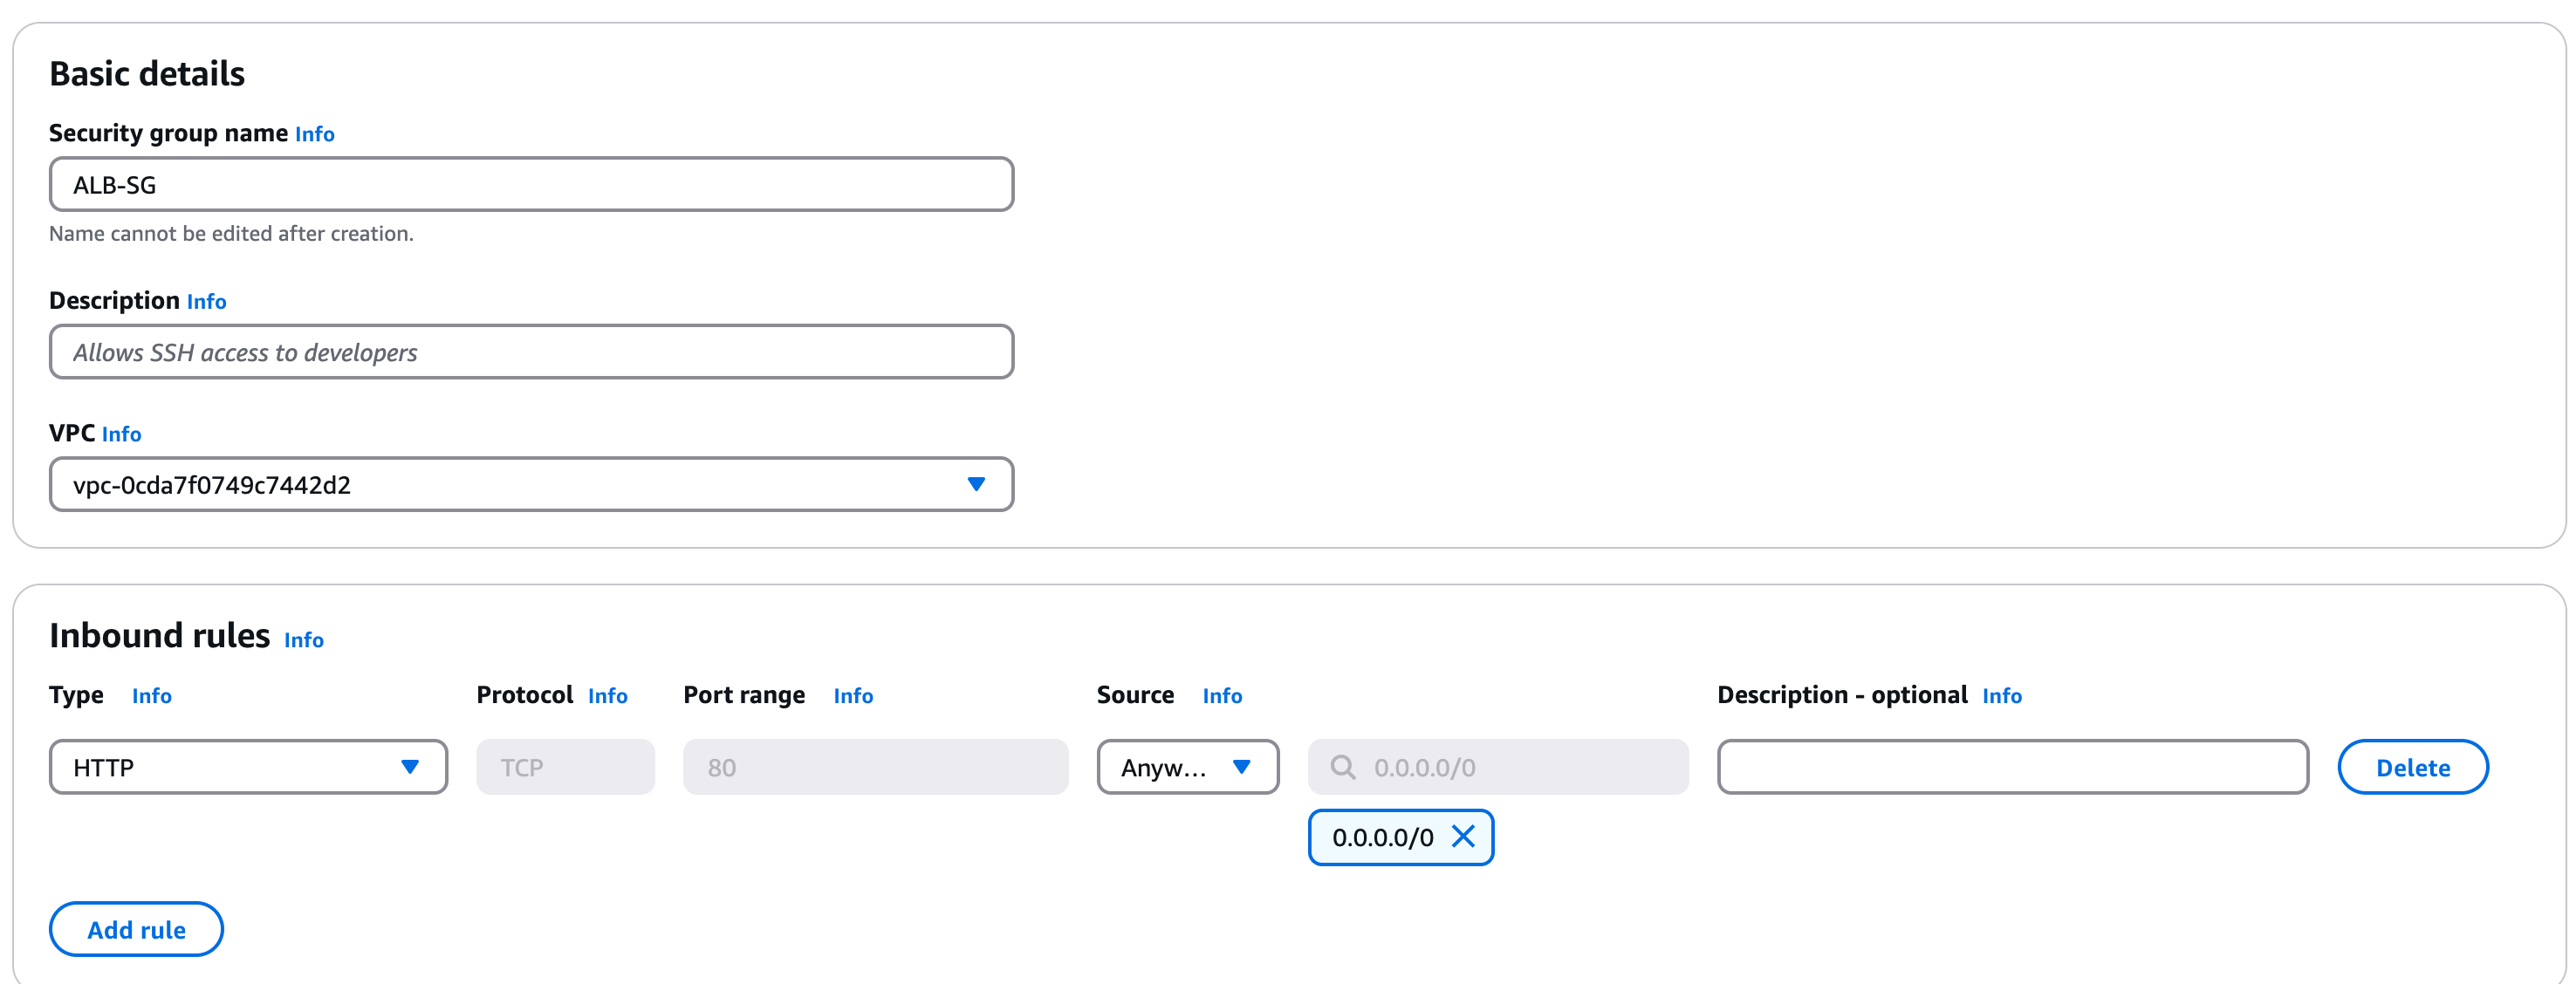 Basic details
Security group name Info
ALB-SG
Name cannot be edited after creation.
Description Info
Allows SSH access to developers
VPC Info
vpc-0cda7f0749c7442d2
Inbound rules Info
Type Info Protocol Info Port range Info Source Info Description - optional Info
HTTP TCP 80 Anyw... 0.0.0.0/0 Delete
0.0.0.0/0
Add rule